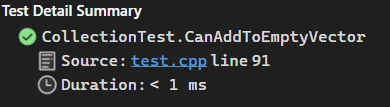 Test Detail Summary
CollectionTest.CanAddToEmptyVector
Source: test.cpp line 91
Duration: < 1 ms